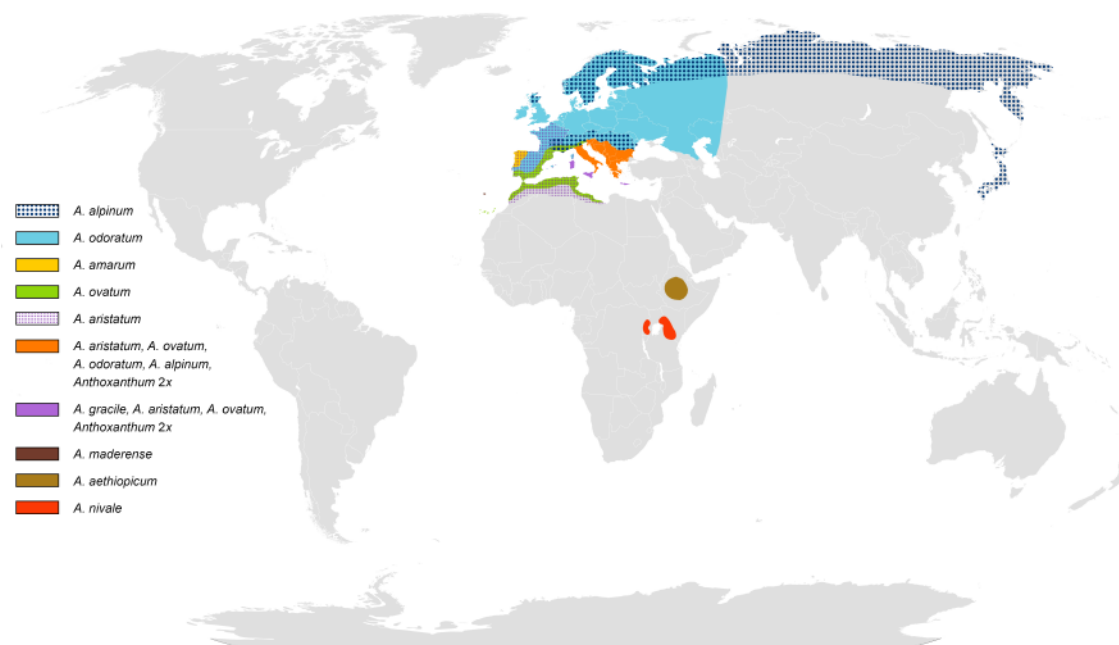 A. alpinum
A. odoratum
A. amarum
A. ovatum
A. aristatum
A. aristatum, A. ovatum,
A. odoratum, A. alpinum,
Anthoxanthum 2x
A. gracile, A. aristatum, A. ovatum,
Anthoxanthum 2x
A. maderense
A. aethiopicum
A. nivale